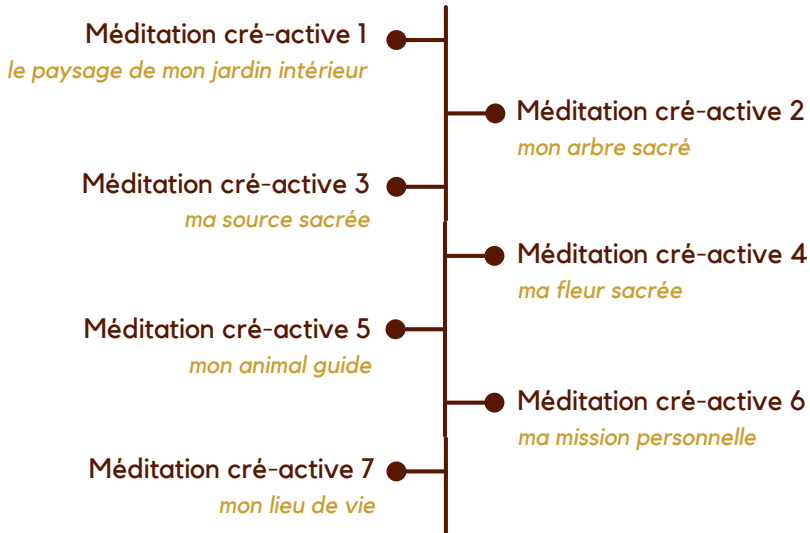 Méditation cré-active 1
le paysage de mon jardin intérieur
Méditation cré-active 2
mon arbre sacré
Méditation cré-active 3
ma source sacrée
Méditation cré-active 4
ma fleur sacrée
Méditation cré-active 5
mon animal guide
Méditation cré-active 6
ma mission personnelle
Méditation cré-active 7
mon lieu de vie